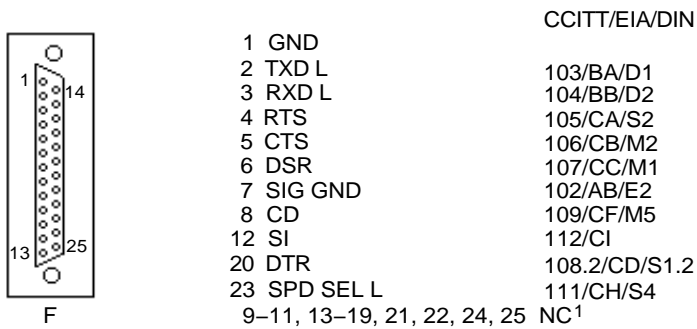 CCITT/EIA/DIN
1 GND
2 TXD L 103/BA/D1
3 RXD L 104/BB/D2
4 RTS 105/CA/S2
5 CTS 106/CB/M2
6 DSR 107/CC/M1
7 SIG GND 102/AB/E2
8 CD 109/CF/M5
12 SI 112/CI
20 DTR 108.2/CD/S1.2
23 SPD SEL L 111/CH/S4
9–11, 13–19, 21, 22, 24, 25 NC1
1
14
13
25
F